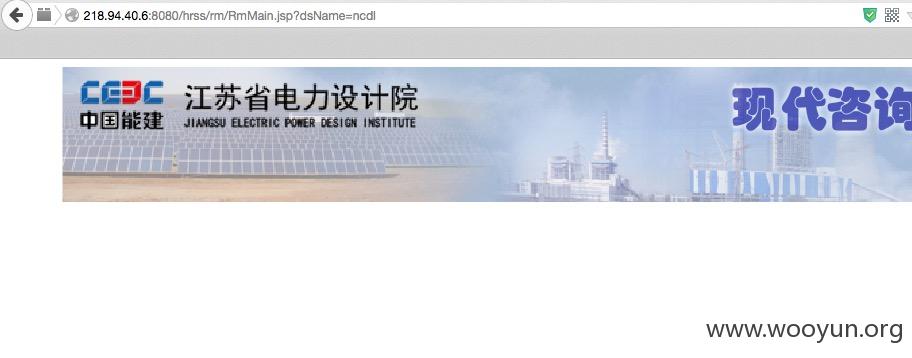 218.94.40.6:8080/hrss/rm/RmMain.jsp?dsName=ncdl
CEEC 江苏省电力设计院
中国能建 JIANGSU ELECTRIC POWER DESIGN INSTITUTE
现代咨询
www.wooyun.org